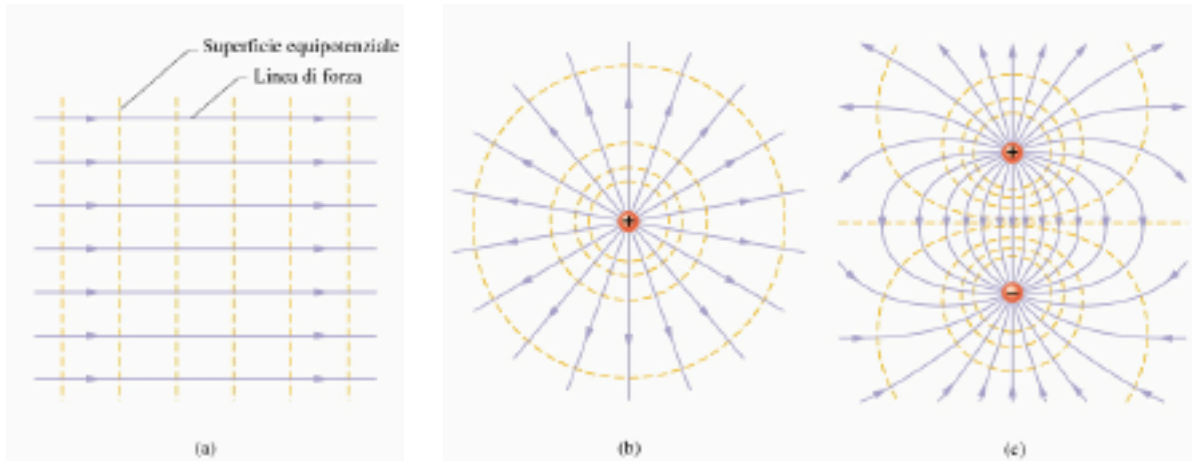 Superficie equipotenziale
Linea di forza
+
+
−
(a)
(b)
(c)